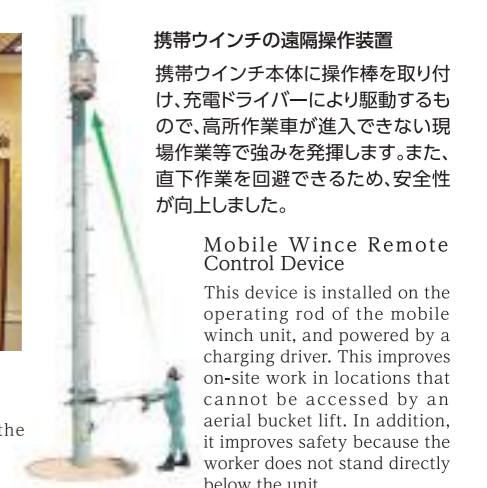 携帯ウインチの遠隔操作装置
携帯ウインチ本体に操作棒を取り付
け、充電ドライバーにより駆動するも
ので、高所作業車が進入できない現
場作業等で強みを発揮します。また、
直下作業を回避できるため、安全性
が向上しました。
Mobile Wince Remote
Control Device
This device is installed on the
operating rod of the mobile
winch unit, and powered by a
charging driver. This improves
on-site work in locations that
cannot be accessed by an
aerial bucket lift. In addition,
it improves safety because the
worker does not stand directly
below the unit.
the